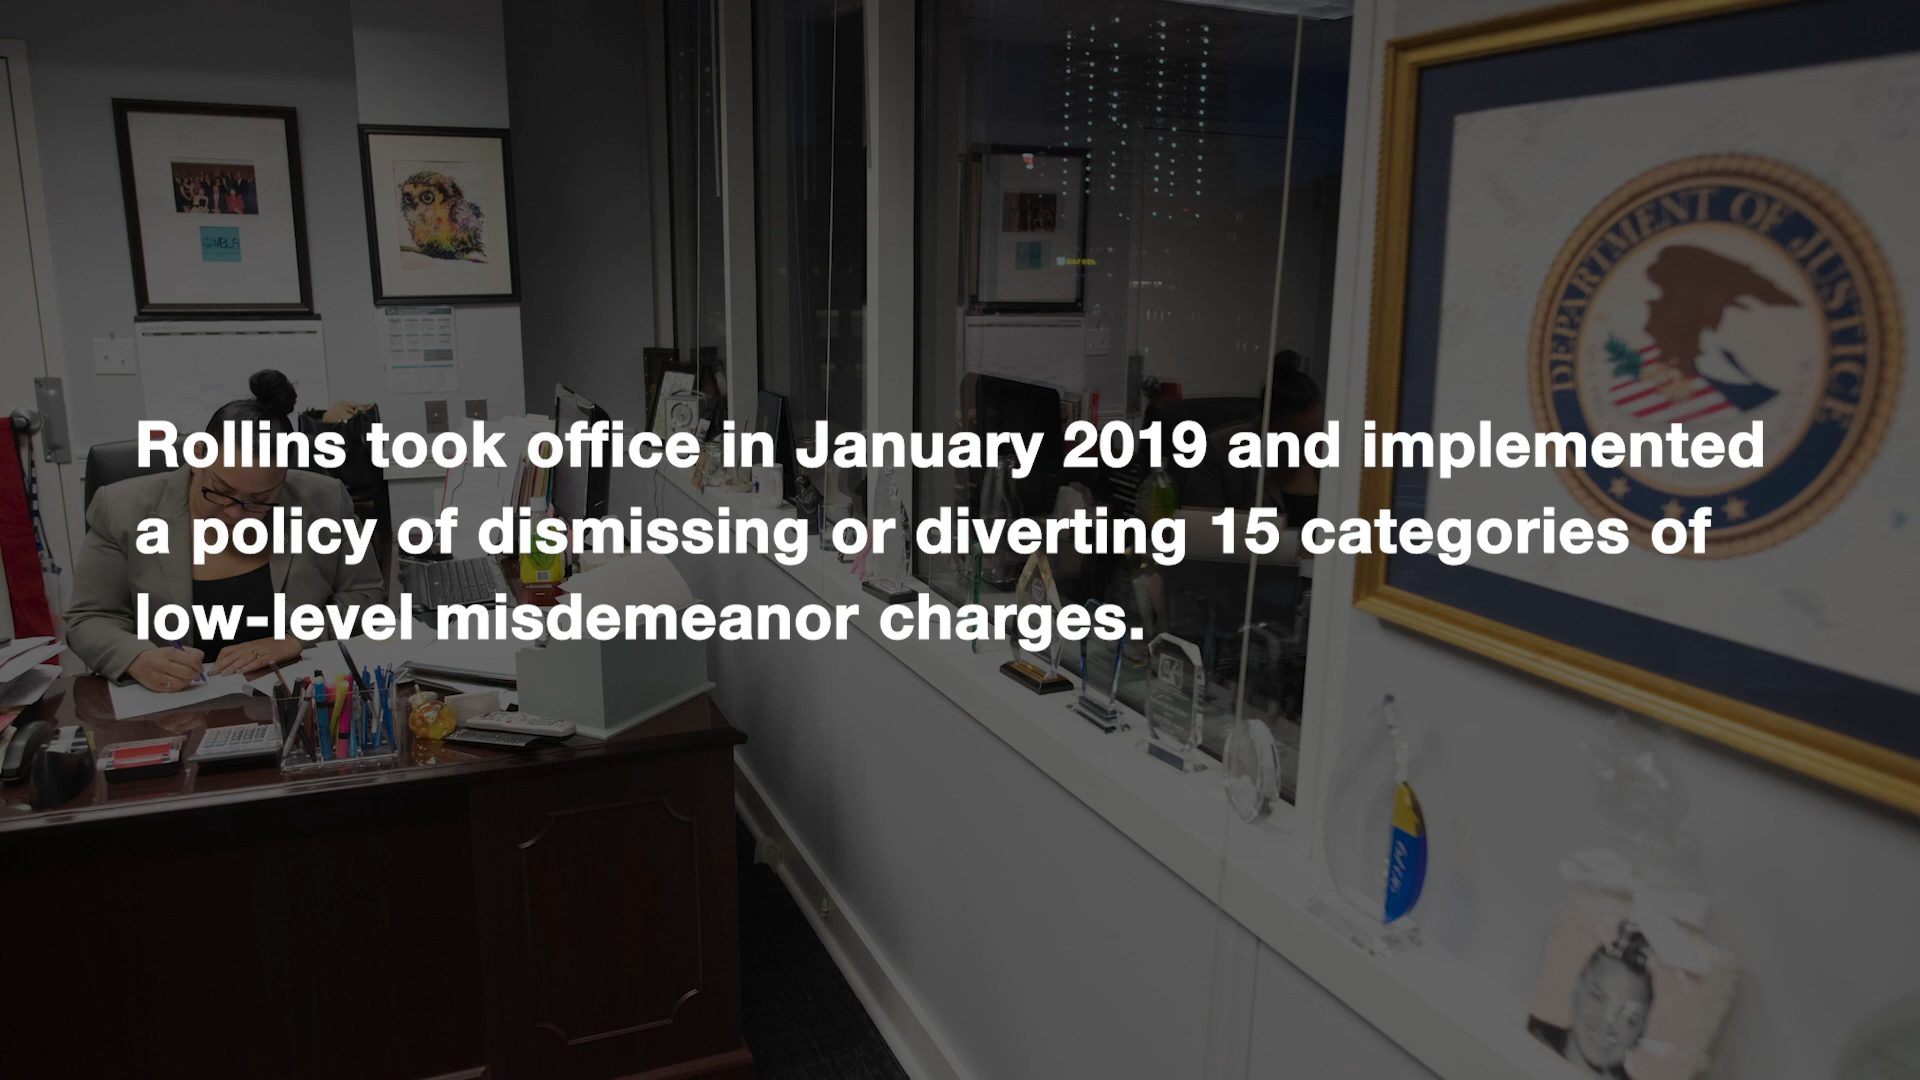 Rollins took office in January 2019 and implemented
a policy of dismissing or diverting 15 categories of
low-level misdemeanor charges.
DEPARTMENT OF JUSTICE